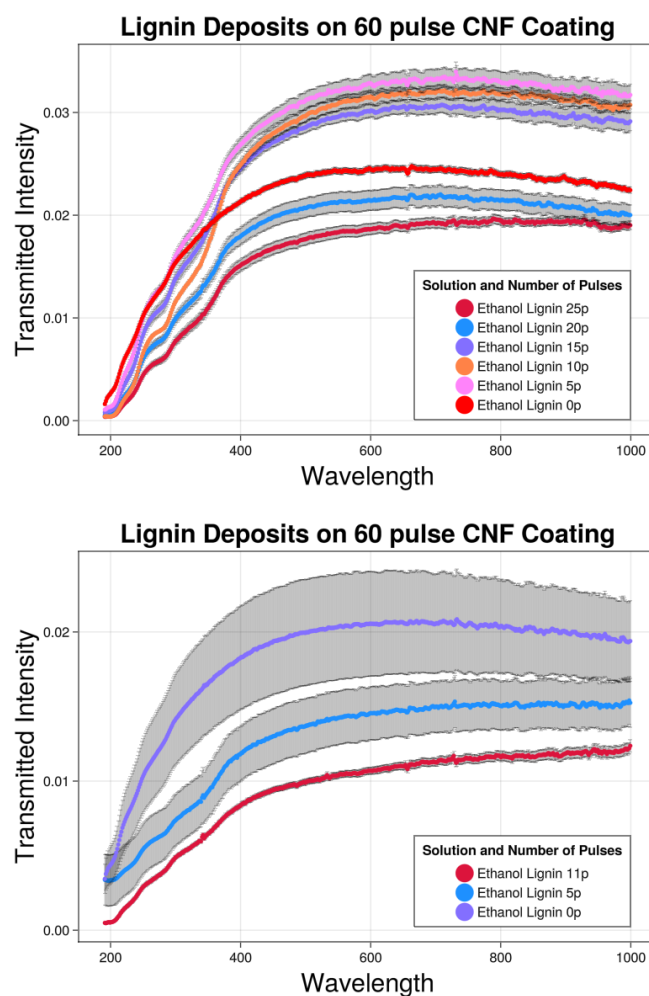 Lignin Deposits on 60 pulse CNF Coating
Transmitted Intensity
0.03
0.02
0.01
0.00
Solution and Number of Pulses
Ethanol Lignin 25p
Ethanol Lignin 20p
Ethanol Lignin 15p
Ethanol Lignin 10p
Ethanol Lignin 5p
Ethanol Lignin 0p
200 400 600 800 1000
Wavelength
Lignin Deposits on 60 pulse CNF Coating
Transmitted Intensity
0.02
0.01
0.00
Solution and Number of Pulses
Ethanol Lignin 11p
Ethanol Lignin 5p
Ethanol Lignin 0p
200 400 600 800 1000
Wavelength